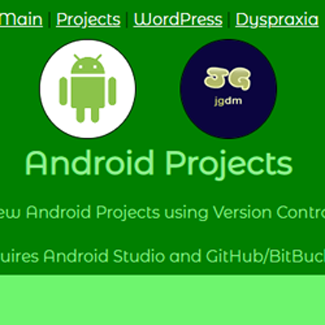 Main | Projects | WordPress | Dyspraxia
JG
jgdm
Android Projects
ew Android Projects using Version Contro
uires Android Studio and GitHub/BitBuc